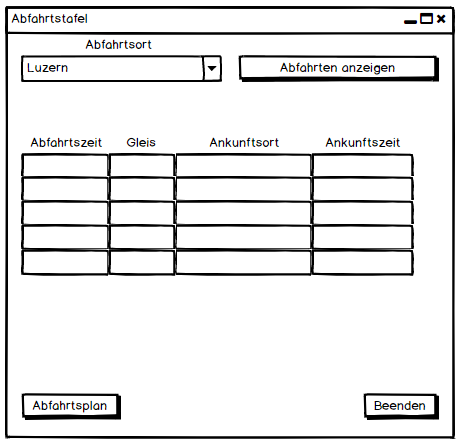 Abfahrtstafel
Abfahrtsort
Luzern
Abfahrten anzeigen
Abfahrtszeit Gleis Ankunftsort Ankunftszeit
Abfahrtsplan Beenden